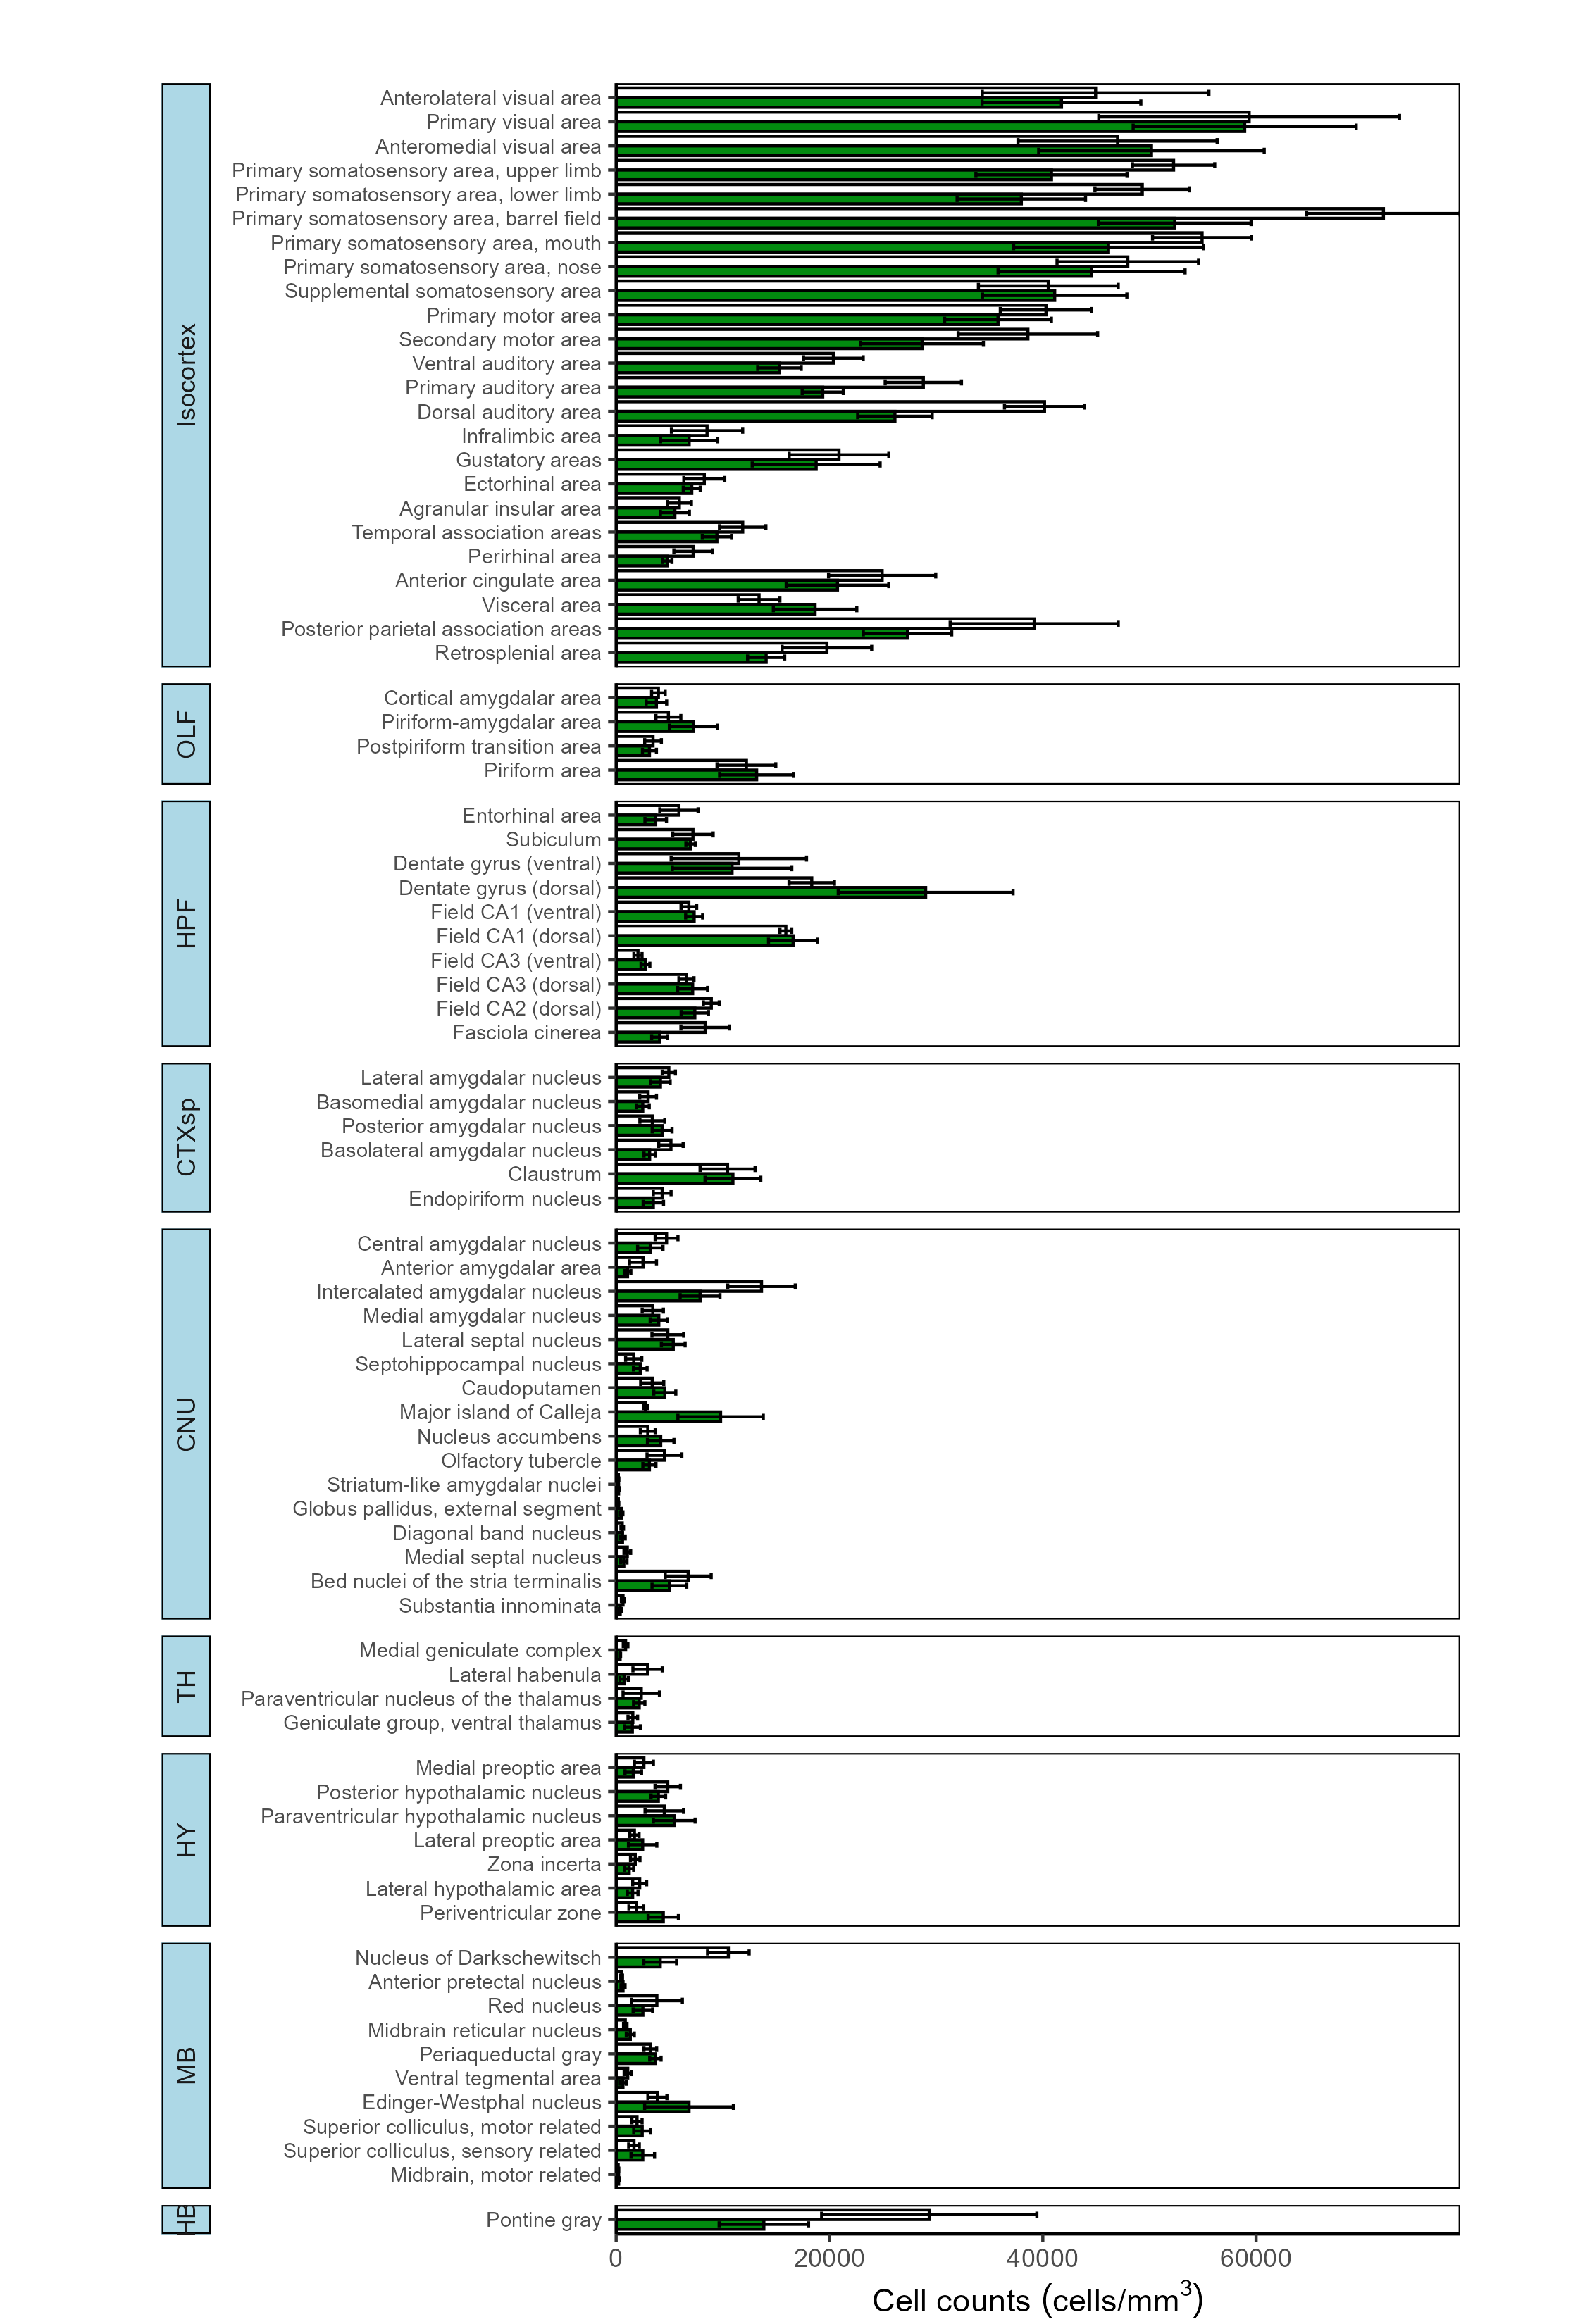 Isocortex
Anterolateral visual area
Primary visual area
Anteromedial visual area
Primary somatosensory area, upper limb
Primary somatosensory area, lower limb
Primary somatosensory area, barrel field
Primary somatosensory area, mouth
Primary somatosensory area, nose
Supplemental somatosensory area
Primary motor area
Secondary motor area
Ventral auditory area
Primary auditory area
Dorsal auditory area
Infralimbic area
Gustatory areas
Ectorhinal area
Agranular insular area
Temporal association areas
Perirhinal area
Anterior cingulate area
Visceral area
Posterior parietal association areas
Retrosplenial area
OLF
Cortical amygdalar area
Piriform-amygdalar area
Postpiriform transition area
Piriform area
HPF
Entorhinal area
Subiculum
Dentate gyrus (ventral)
Dentate gyrus (dorsal)
Field CA1 (ventral)
Field CA1 (dorsal)
Field CA3 (ventral)
Field CA3 (dorsal)
Field CA2 (dorsal)
Fasciola cinerea
CTXsp
Lateral amygdalar nucleus
Basomedial amygdalar nucleus
Posterior amygdalar nucleus
Basolateral amygdalar nucleus
Claustrum
Endopiriform nucleus
CNU
Central amygdalar nucleus
Anterior amygdalar area
Intercalated amygdalar nucleus
Medial amygdalar nucleus
Lateral septal nucleus
Septohippocampal nucleus
Caudoputamen
Major island of Calleja
Nucleus accumbens
Olfactory tubercle
Striatum-like amygdalar nuclei
Globus pallidus, external segment
Diagonal band nucleus
Medial septal nucleus
Bed nuclei of the stria terminalis
Substantia innominata
TH
Medial geniculate complex
Lateral habenula
Paraventricular nucleus of the thalamus
Geniculate group, ventral thalamus
HY
Medial preoptic area
Posterior hypothalamic nucleus
Paraventricular hypothalamic nucleus
Lateral preoptic area
Zona incerta
Lateral hypothalamic area
Periventricular zone
MB
Nucleus of Darkschewitsch
Anterior pretectal nucleus
Red nucleus
Midbrain reticular nucleus
Periaqueductal gray
Ventral tegmental area
Edinger-Westphal nucleus
Superior colliculus, motor related
Superior colliculus, sensory related
Midbrain, motor related
HB
Pontine gray
0 20000 40000 60000
Cell counts (cells/mm³)